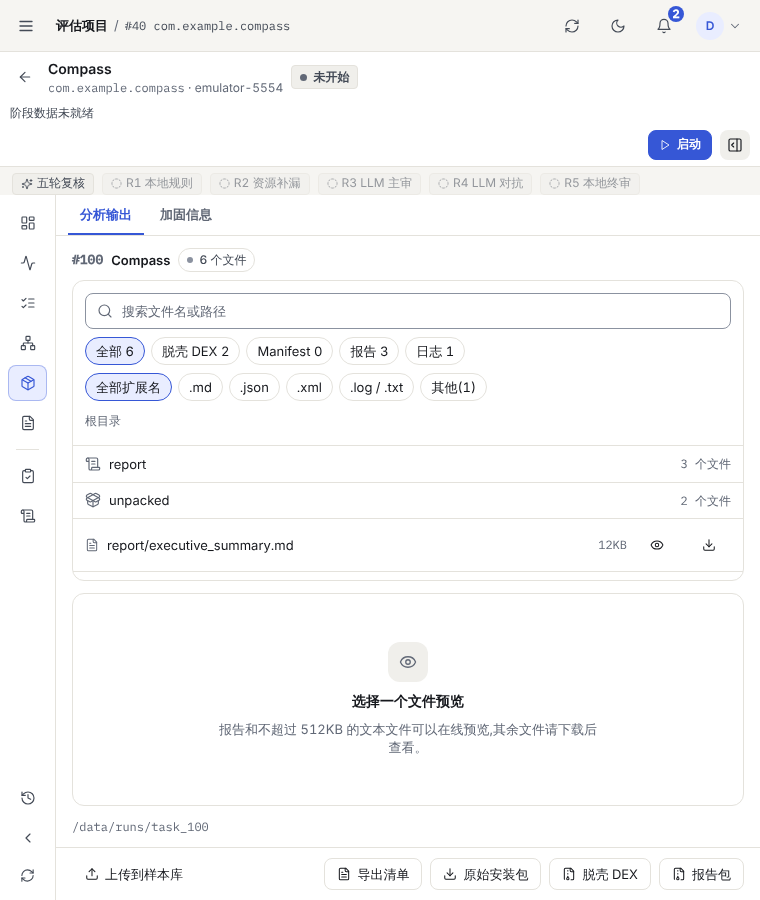 评估项目 / #40 com.example.compass
2
D
Compass
com.example.compass · emulator-5554
未开始
阶段数据未就绪
启动
五轮复核
R1 本地规则
R2 资源补漏
R3 LLM 主审
R4 LLM 对抗
R5 本地终审
分析输出
加固信息
#100 Compass
6 个文件
搜索文件名或路径
全部 6
脱壳 DEX 2
Manifest 0
报告 3
日志 1
全部扩展名
.md
.json
.xml
.log / .txt
其他(1)
根目录
report
3 个文件
unpacked
2 个文件
report/executive_summary.md
12KB
选择一个文件预览
报告和不超过 512KB 的文本文件可以在线预览,其余文件请下载后
查看。
/data/runs/task_100
上传到样本库
导出清单
原始安装包
脱壳 DEX
报告包